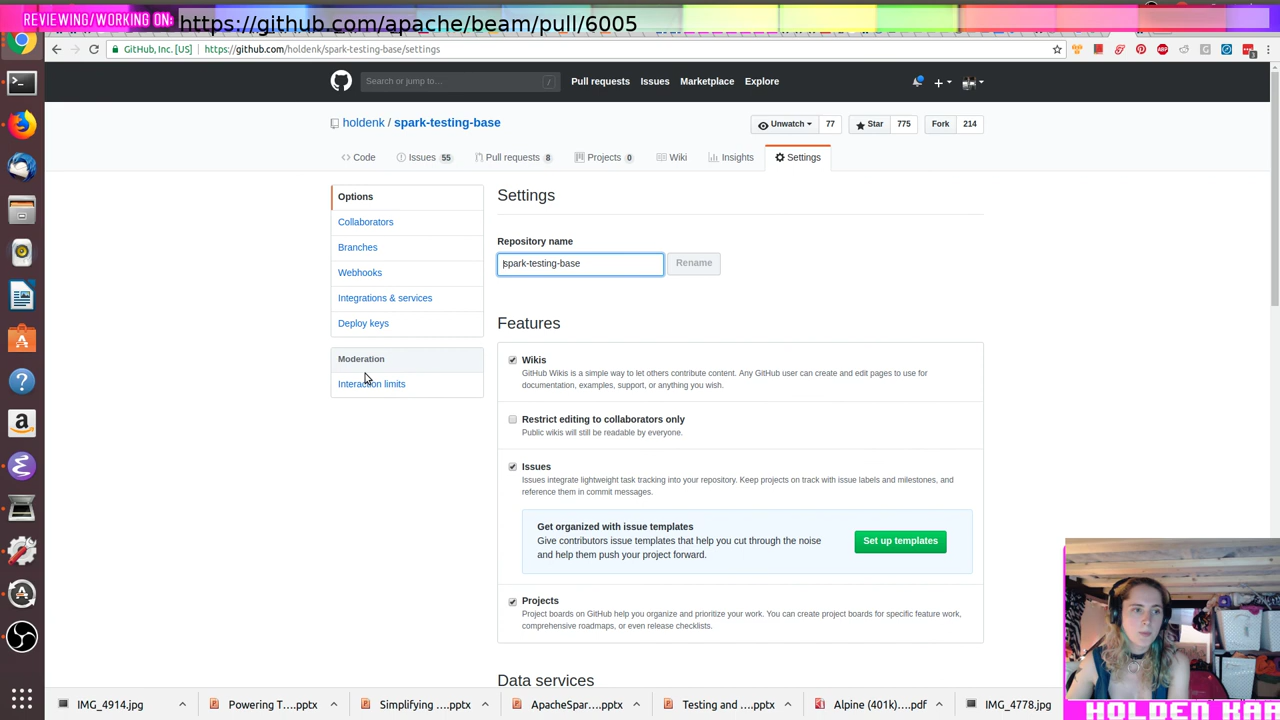 REVIEWING/WORKING ON: https://github.com/apache/beam/pull/6005
GitHub, Inc. [US] https://github.com/holdenk/spark-testing-base/settings
Search or jump to... / Pull requests Issues Marketplace Explore
holdenk / spark-testing-base Unwatch 77 Star 775 Fork 214
Code Issues 55 Pull requests 8 Projects 0 Wiki Insights Settings
Options
Collaborators
Branches
Webhooks
Integrations & services
Deploy keys
Moderation
Interaction limits
Settings
Repository name
spark-testing-base Rename
Features
Wikis
GitHub Wikis is a simple way to let others contribute content. Any GitHub user can create and edit pages to use for
documentation, examples, support, or anything you wish.
Restrict editing to collaborators only
Public wikis will still be readable by everyone.
Issues
Issues integrate lightweight task tracking into your repository. Keep projects on track with issue labels and milestones, and
reference them in commit messages.
Get organized with issue templates
Give contributors issue templates that help you cut through the noise
and help them push your project forward.
Set up templates
Projects
Project boards on GitHub help you organize and prioritize your work. You can create project boards for specific feature work,
comprehensive roadmaps, or even release checklists.
Data services
IMG_4914.jpg Powering T....pptx Simplifying ....pptx ApacheSpar....pptx Testing and ....pptx Alpine (401k)....pdf IMG_4778.jpg
HOLDEN KAR